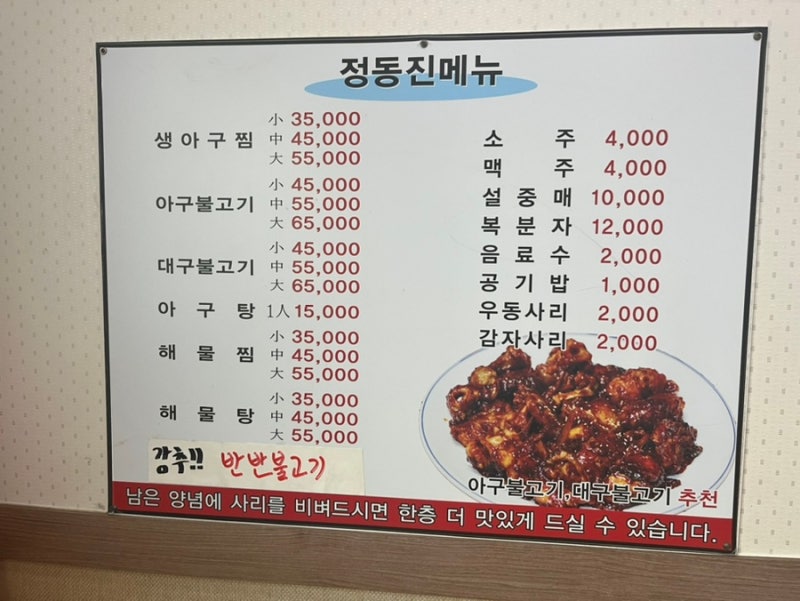 정동진메뉴
생아구찜 小 35,000
中 45,000
大 55,000
아구불고기 小 45,000
中 55,000
大 65,000
대구불고기 小 45,000
中 55,000
大 65,000
아구탕 1人 15,000
해물찜 小 35,000
中 45,000
大 55,000
해물탕 小 35,000
中 45,000
大 55,000
강추!! 반반불고기
소주 4,000
맥주 4,000
설중매 10,000
복분자 12,000
음료수 2,000
공기밥 1,000
우동사리 2,000
감자사리 2,000
아구불고기, 대구불고기 추천
남은 양념에 사리를 비벼드시면 한층 더 맛있게 드실 수 있습니다.